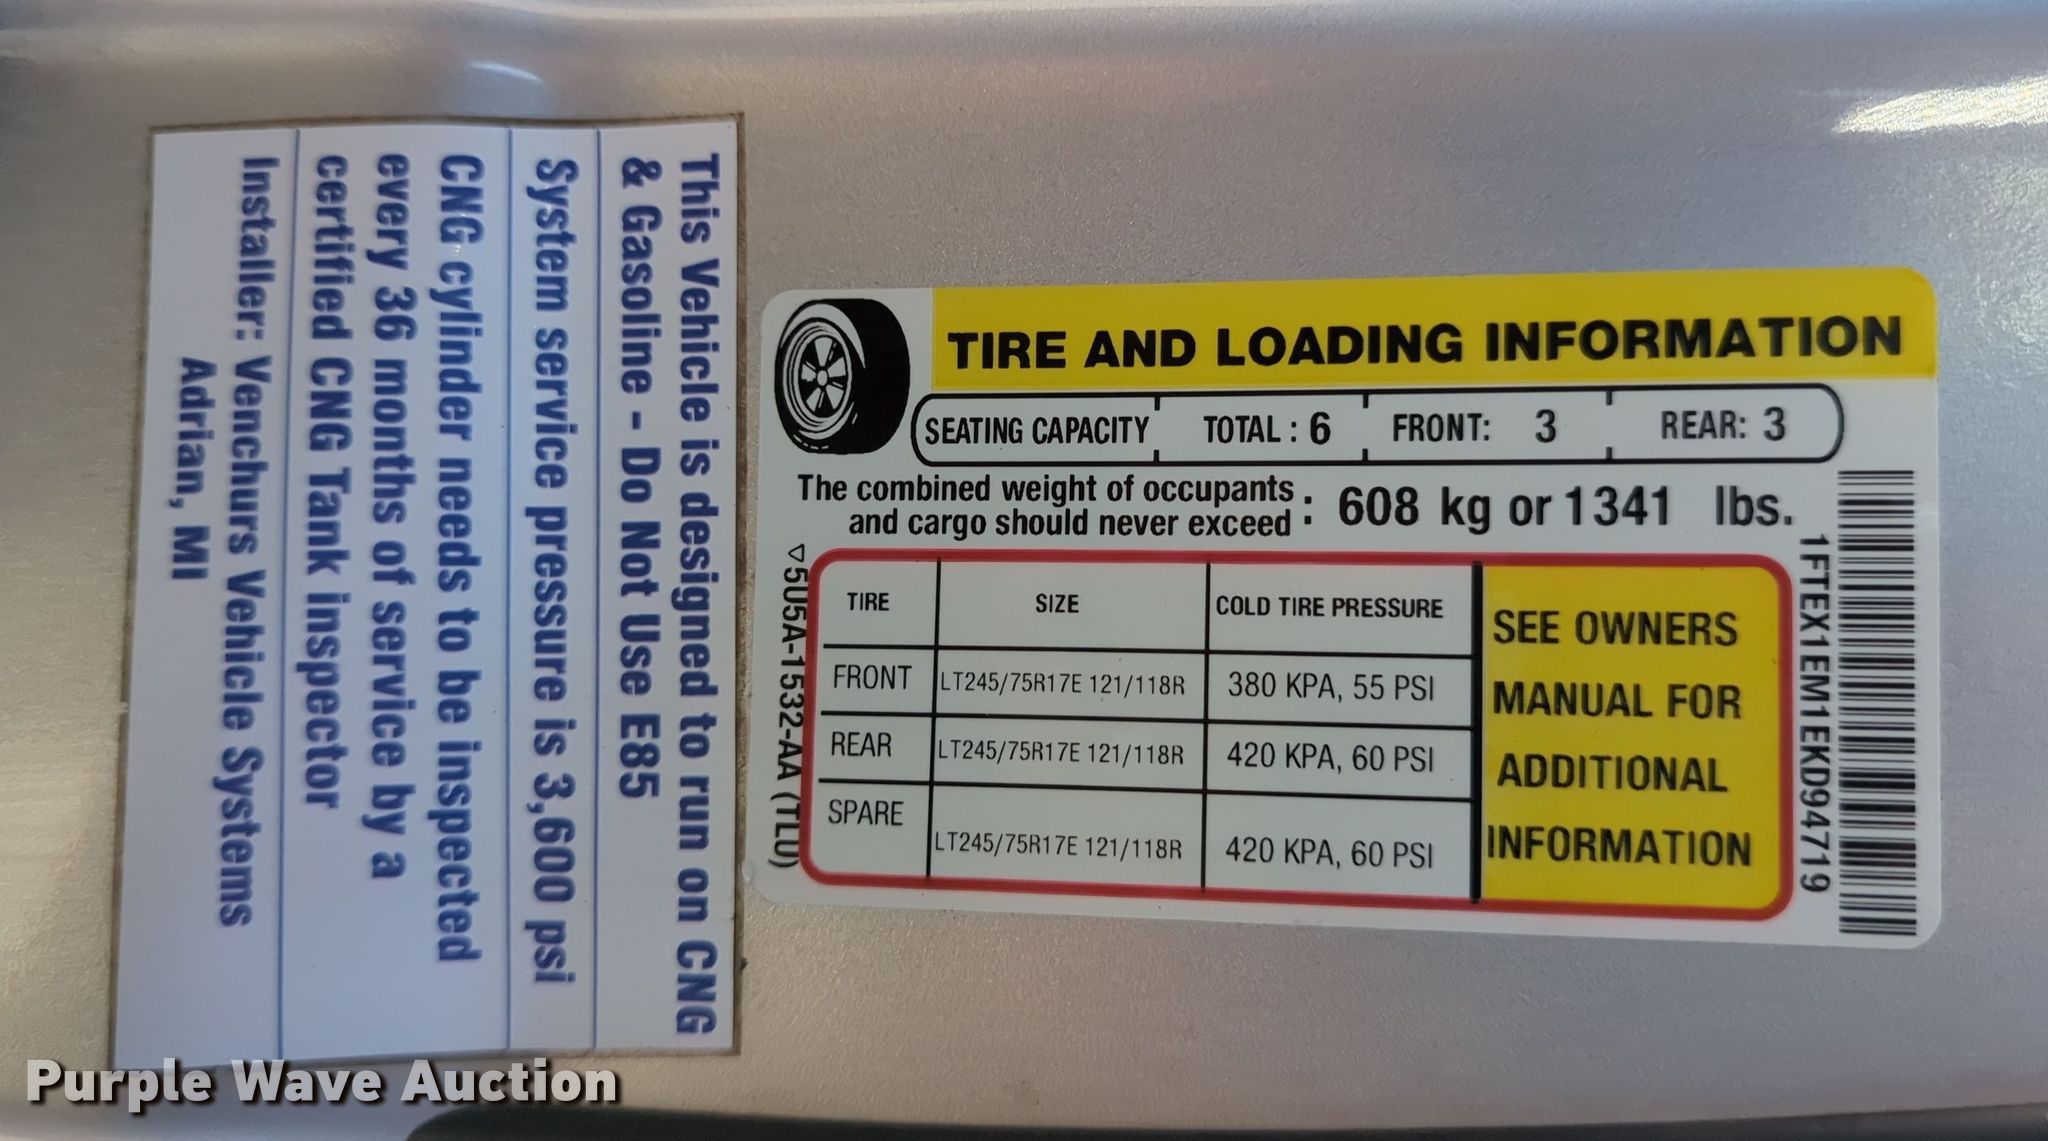 This Vehicle is designed to run on CNG
& Gasoline - Do Not Use E85
System service pressure is 3,600 psi
CNG cylinder needs to be inspected
every 36 months of service by a
certified CNG Tank inspector
Installer: Venchurs Vehicle Systems
Adrian, MI
TIRE AND LOADING INFORMATION
SEATING CAPACITY TOTAL : 6 FRONT: 3 REAR: 3
The combined weight of occupants
and cargo should never exceed : 608 kg or 1341 lbs.
TIRE SIZE COLD TIRE PRESSURE
FRONT LT245/75R17E 121/118R 380 KPA, 55 PSI
REAR LT245/75R17E 121/118R 420 KPA, 60 PSI
SPARE LT245/75R17E 121/118R 420 KPA, 60 PSI
SEE OWNERS
MANUAL FOR
ADDITIONAL
INFORMATION
5U5A-1532-AA (TLU)
1FTEX1EM1EKD94719
Purple Wave Auction